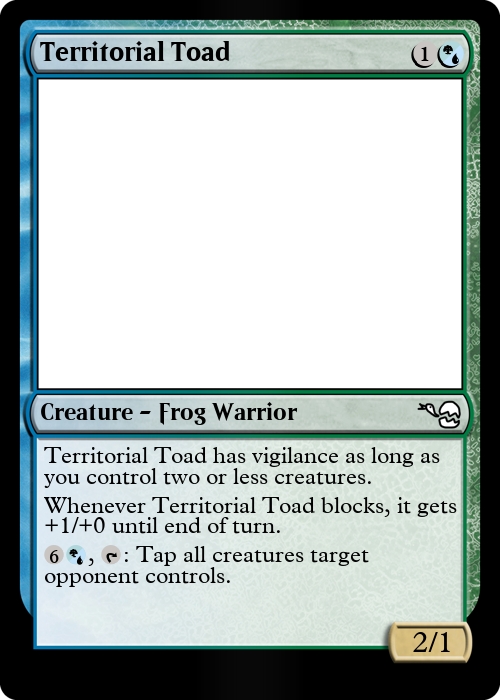 Territorial Toad 1
Creature – Frog Warrior
Territorial Toad has vigilance as long as
you control two or less creatures.
Whenever Territorial Toad blocks, it gets
+1/+0 until end of turn.
6 , : Tap all creatures target
opponent controls.
2/1